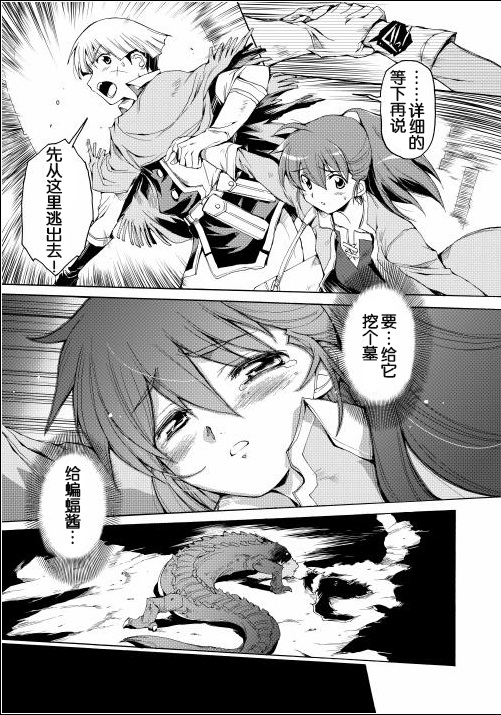 ……详细的
等下再说
先从这里逃出去！
要…给它
挖个墓
给蝙蝠酱…